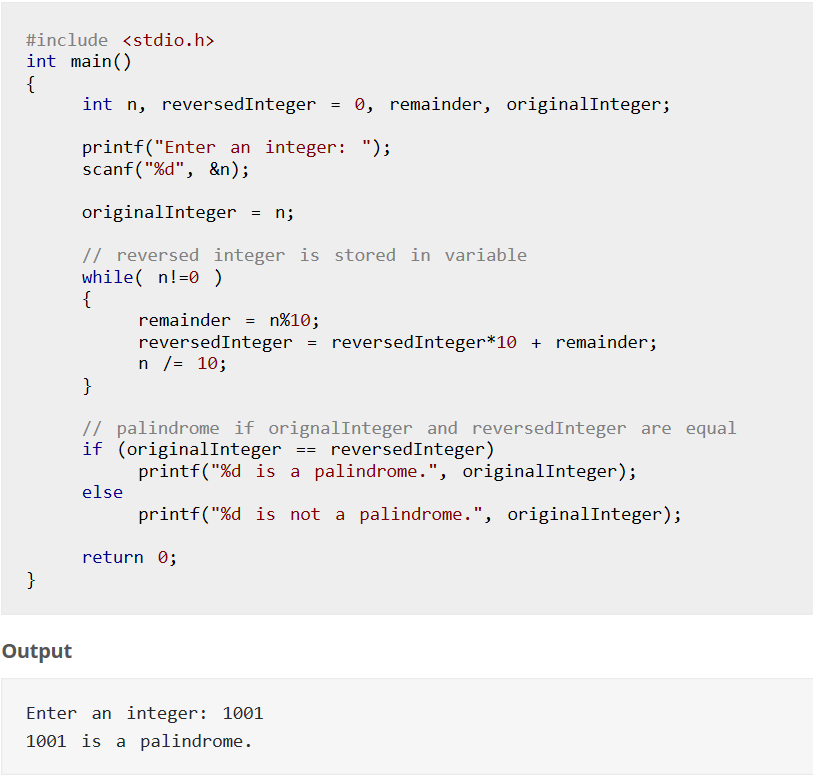 #include <stdio.h>
int main()
{
int n, reversedInteger = 0, remainder, originalInteger;
printf("Enter an integer: ");
scanf("%d", &n);
originalInteger = n;
// reversed integer is stored in variable
while( n!=0 )
{
remainder = n%10;
reversedInteger = reversedInteger*10 + remainder;
n /= 10;
}
// palindrome if orignalInteger and reversedInteger are equal
if (originalInteger == reversedInteger)
printf("%d is a palindrome.", originalInteger);
else
printf("%d is not a palindrome.", originalInteger);
return 0;
}
Output
Enter an integer: 1001
1001 is a palindrome.